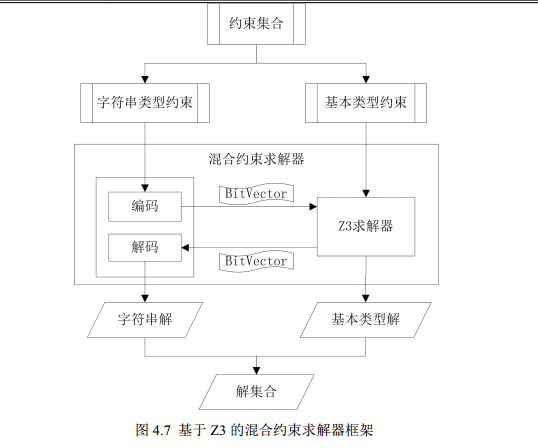 约束集合
字符串类型约束
基本类型约束
混合约束求解器
编码
BitVector
Z3求解器
解码
BitVector
字符串解
基本类型解
解集合
图 4.7 基于 Z3 的混合约束求解器框架